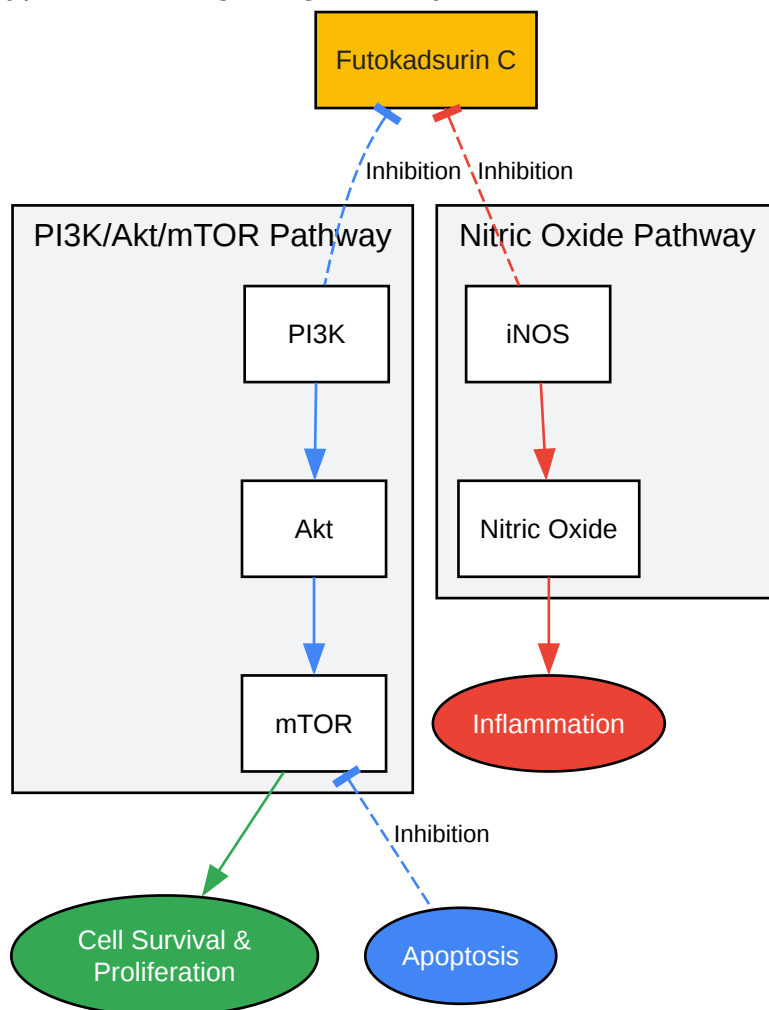 Futokadsurin C
Inhibition
Inhibition
PI3K/Akt/mTOR Pathway
Nitric Oxide Pathway
PI3K
iNOS
Akt
Nitric Oxide
mTOR
Inflammation
Inhibition
Cell Survival &
Proliferation
Apoptosis